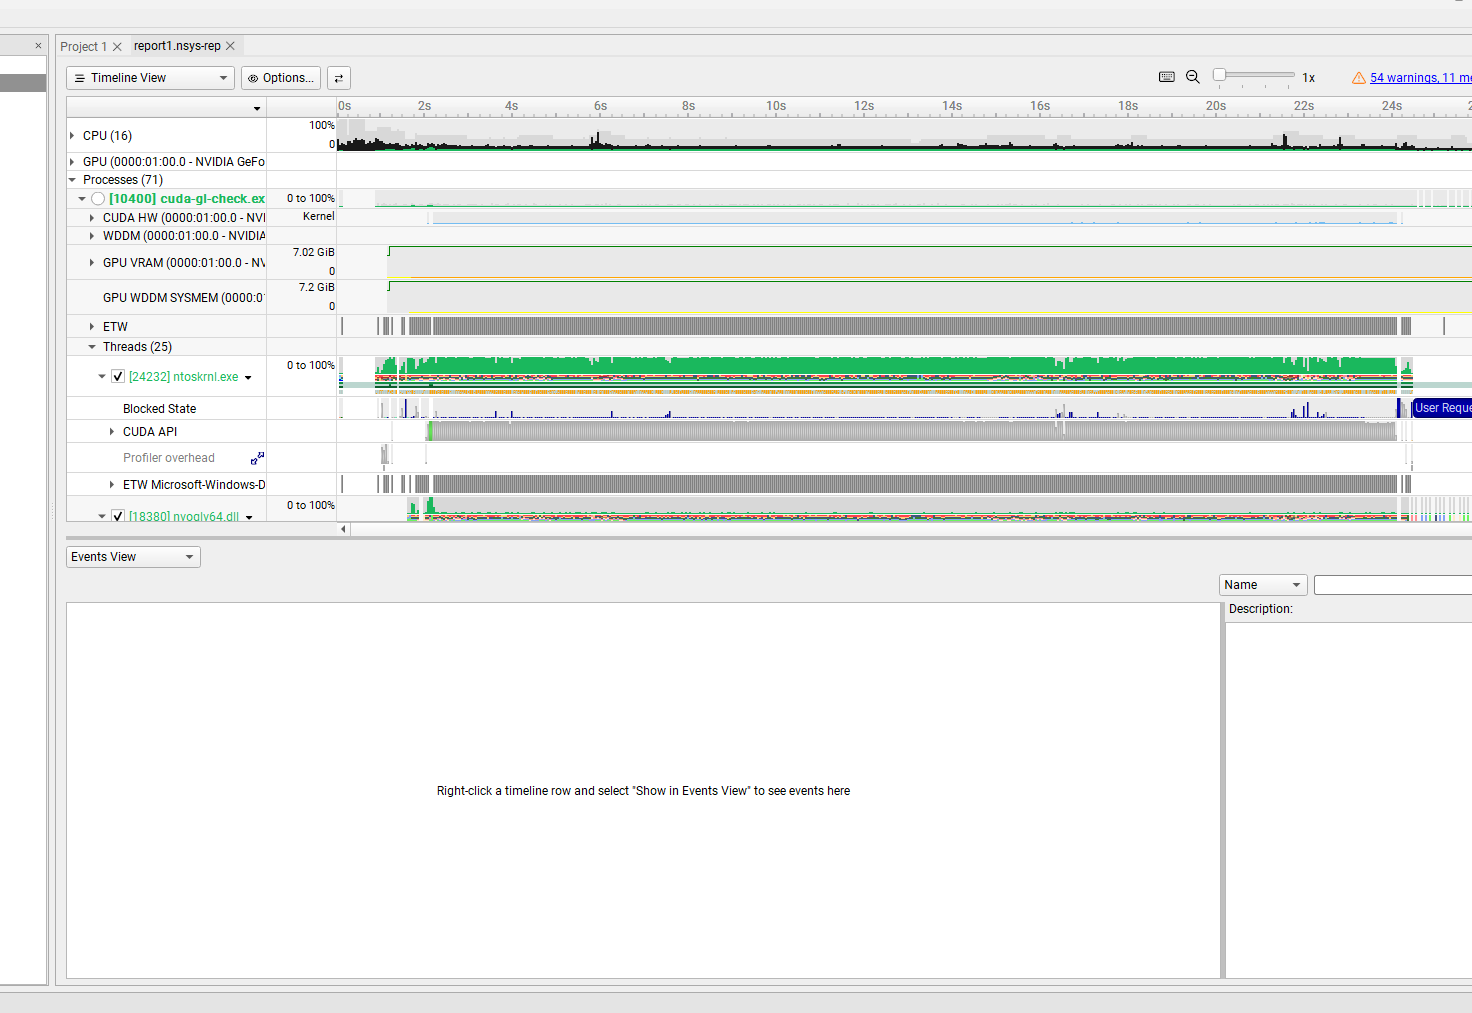 Project 1
report1.nsys-rep
Timeline View
Options...
1x
54 warnings, 11 me
0s 2s 4s 6s 8s 10s 12s 14s 16s 18s 20s 22s 24s 2
CPU (16)
100%
0
GPU (0000:01:00.0 - NVIDIA GeFo
Processes (71)
[10400] cuda-gl-check.ex
0 to 100%
CUDA HW (0000:01:00.0 - NVI
Kernel
WDDM (0000:01:00.0 - NVIDIA
GPU VRAM (0000:01:00.0 - NV
7.02 GiB
0
GPU WDDM SYSMEM (0000:0
7.2 GiB
0
ETW
Threads (25)
[24232] ntoskrnl.exe
0 to 100%
Blocked State
User Reque
CUDA API
Profiler overhead
ETW Microsoft-Windows-D
[18380] nvoglv64.dll
0 to 100%
Events View
Name
Description:
Right-click a timeline row and select "Show in Events View" to see events here